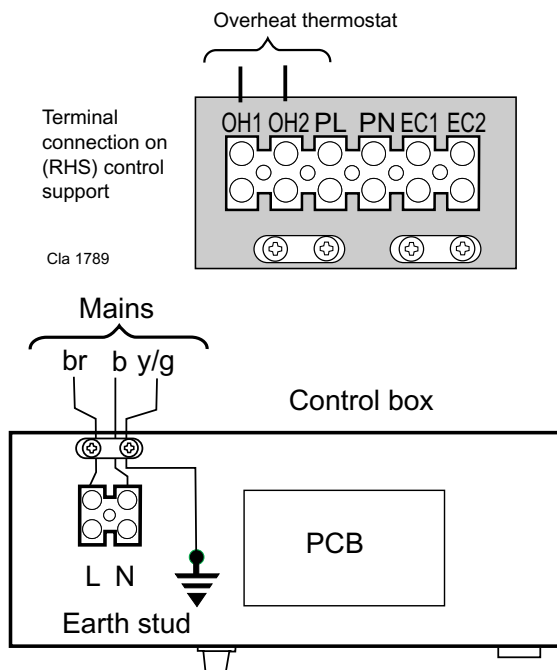 Overheat thermostat
Terminal
connection on
(RHS) control
support
OH1 OH2 PL PN EC1 EC2
Cla 1789
Mains
br b y/g
Control box
PCB
L N
Earth stud